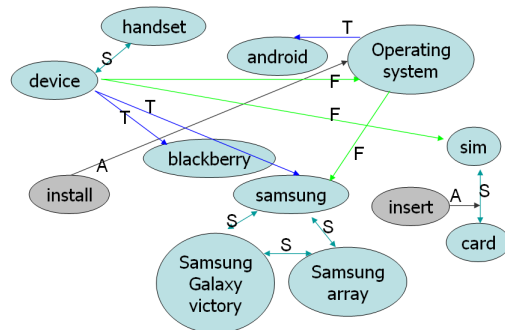 handset
S
device
T
android
Operating
system
F
T
T
F
sim
A
blackberry
F
install
samsung
insert
A
S
card
S
S
S
Samsung
Galaxy
victory
Samsung
array